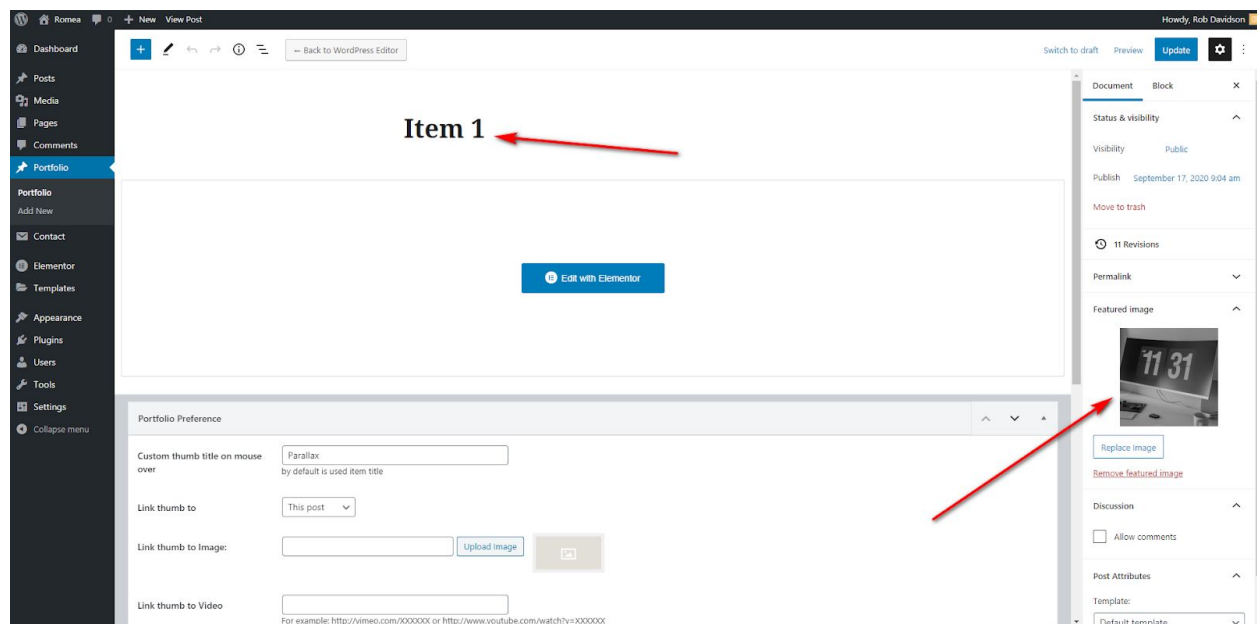 Romea 0 + New View Post Howdy, Rob Davidson
Dashboard
Posts
Media
Pages
Comments
Portfolio
Portfolio
Add New
Contact
Elementor
Templates
Appearance
Plugins
Users
Tools
Settings
Collapse menu
← Back to WordPress Editor
Switch to draft Preview Update
Item 1
Edit with Elementor
Portfolio Preference
Custom thumb title on mouse
over
Parallax
by default is used item title
Link thumb to
This post
Link thumb to Image:
Upload Image
Link thumb to Video
For example: http://vimeo.com/XXXXXX or http://www.youtube.com/watch?v=XXXXXX
Document Block
Status & visibility
Visibility Public
Publish September 17, 2020 9:04 am
Move to trash
11 Revisions
Permalink
Featured image
11 31
Replace Image
Remove featured image
Discussion
Allow comments
Post Attributes
Template:
Default template